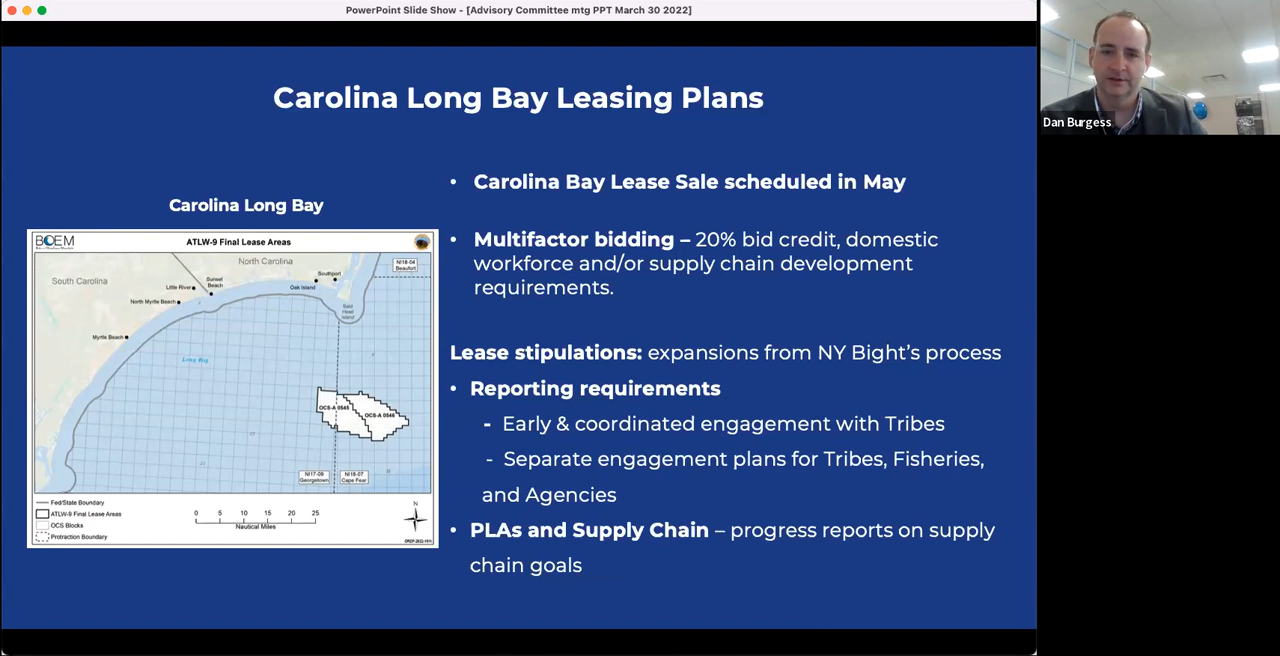 PowerPoint Slide Show - [Advisory Committee mtg PPT March 30 2022]
Carolina Long Bay Leasing Plans
Carolina Long Bay
BOEM
ATLW-9 Final Lease Areas
South Carolina
North Carolina
NI18-04
Beaufort
Little River
Sunset
Beach
Southport
Oak Island
North Myrtle Beach
Bald
Head
Island
Myrtle Beach
Long Bay
OCS-A 0545
OCS-A 0546
NI17-09
Georgetown
NI18-07
Cape Fear
Fed/State Boundary
ATLW-9 Final Lease Areas
OCS Blocks
Protraction Boundary
0 5 10 15 20 25
Nautical Miles
N
• Carolina Bay Lease Sale scheduled in May
• Multifactor bidding – 20% bid credit, domestic
workforce and/or supply chain development
requirements.
Lease stipulations: expansions from NY Bight’s process
• Reporting requirements
- Early & coordinated engagement with Tribes
- Separate engagement plans for Tribes, Fisheries,
and Agencies
• PLAs and Supply Chain – progress reports on supply
chain goals
Dan Burgess